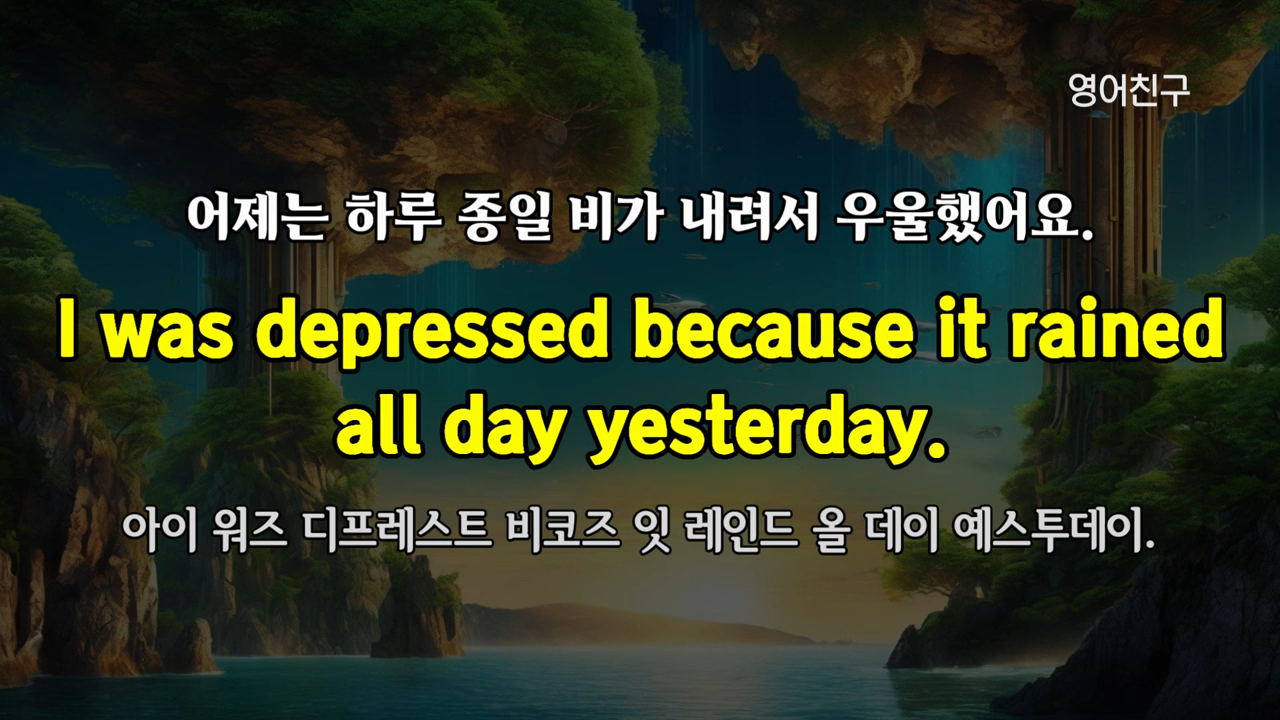 영어친구
어제는 하루 종일 비가 내려서 우울했어요.
I was depressed because it rained
all day yesterday.
아이 워즈 디프레스트 비코즈 잇 레인드 올 데이 예스투데이.